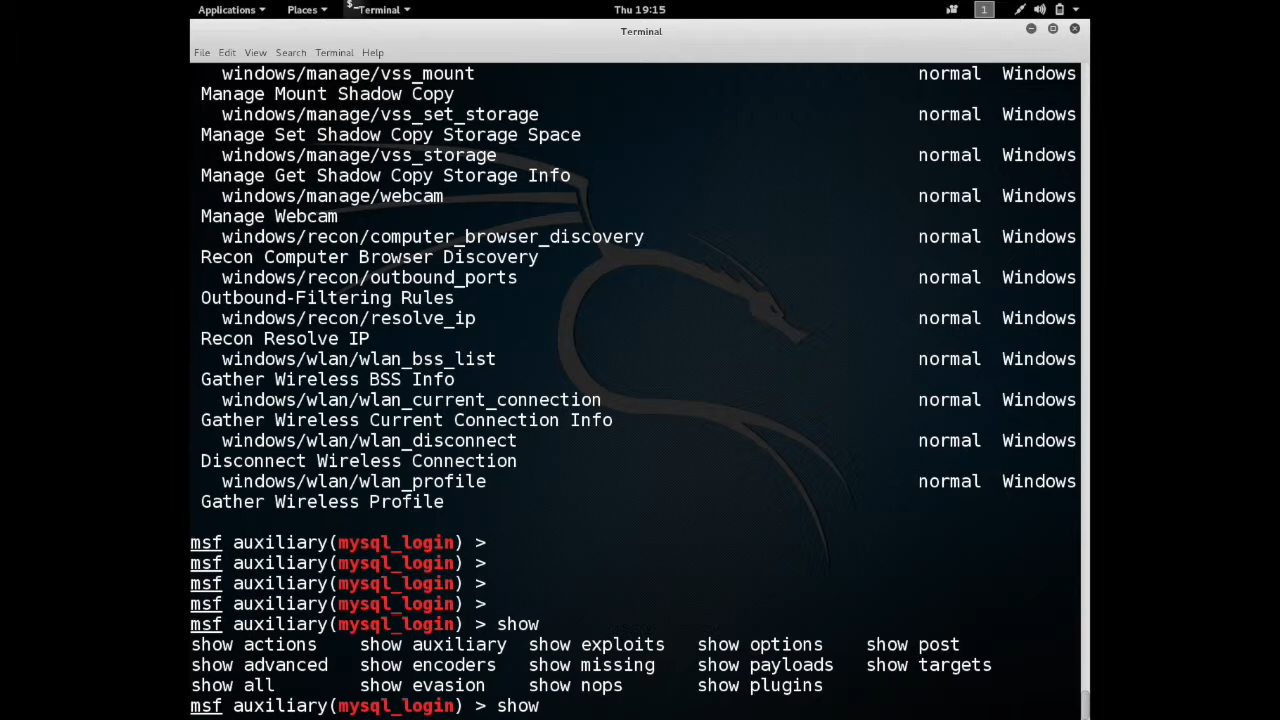 Applications Places Terminal Thu 19:15 1
Terminal
File Edit View Search Terminal Help
windows/manage/vss_mount normal Windows
Manage Mount Shadow Copy
windows/manage/vss_set_storage normal Windows
Manage Set Shadow Copy Storage Space
windows/manage/vss_storage normal Windows
Manage Get Shadow Copy Storage Info
windows/manage/webcam normal Windows
Manage Webcam
windows/recon/computer_browser_discovery normal Windows
Recon Computer Browser Discovery
windows/recon/outbound_ports normal Windows
Outbound-Filtering Rules
windows/recon/resolve_ip normal Windows
Recon Resolve IP
windows/wlan/wlan_bss_list normal Windows
Gather Wireless BSS Info
windows/wlan/wlan_current_connection normal Windows
Gather Wireless Current Connection Info
windows/wlan/wlan_disconnect normal Windows
Disconnect Wireless Connection
windows/wlan/wlan_profile normal Windows
Gather Wireless Profile
msf auxiliary(mysql_login) >
msf auxiliary(mysql_login) >
msf auxiliary(mysql_login) >
msf auxiliary(mysql_login) >
msf auxiliary(mysql_login) > show
show actions show auxiliary show exploits show options show post
show advanced show encoders show missing show payloads show targets
show all show evasion show nops show plugins
msf auxiliary(mysql_login) > show